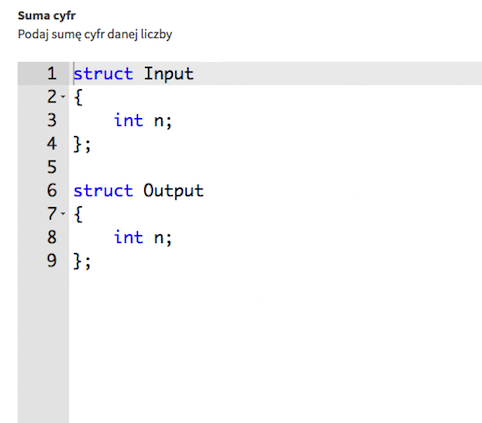 Suma cyfr
Podaj sumę cyfr danej liczby
1 struct Input
2 {
3     int n;
4 };
5
6 struct Output
7 {
8     int n;
9 };